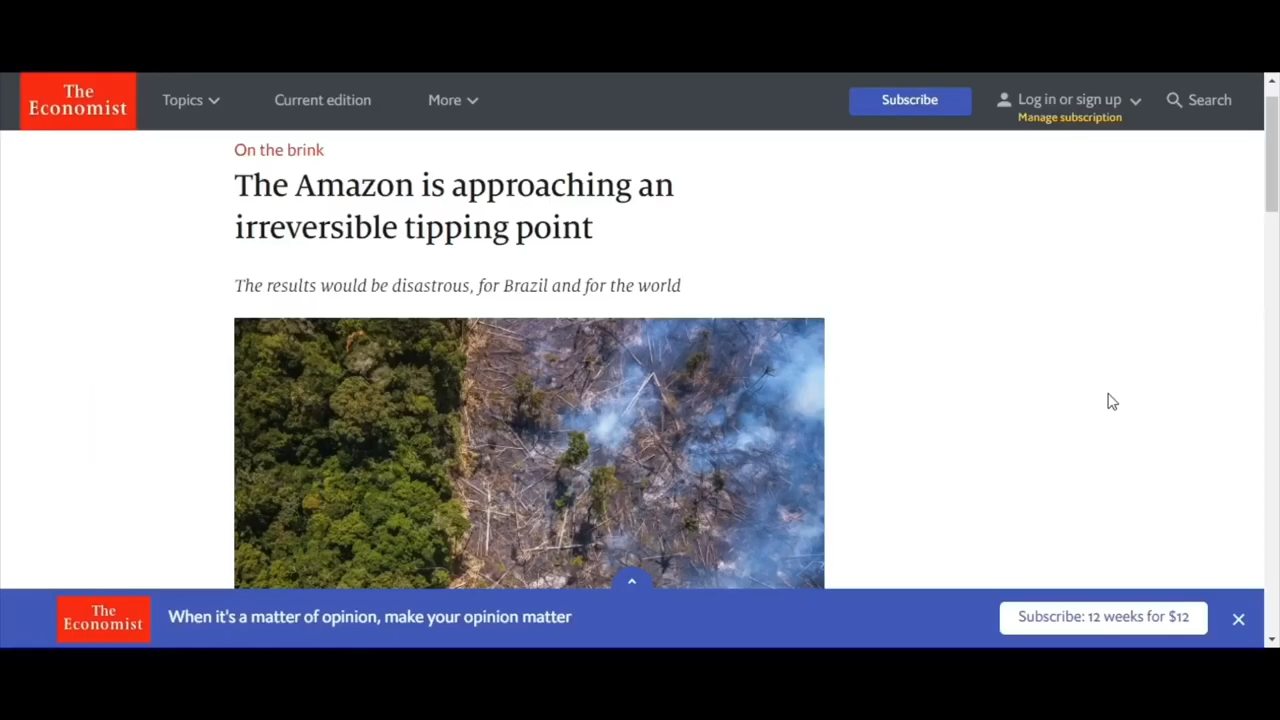 The
Economist
Topics
Current edition
More
Subscribe
Log in or sign up
Manage subscription
Search
On the brink
The Amazon is approaching an
irreversible tipping point
The results would be disastrous, for Brazil and for the world
The
Economist
When it's a matter of opinion, make your opinion matter
Subscribe: 12 weeks for $12